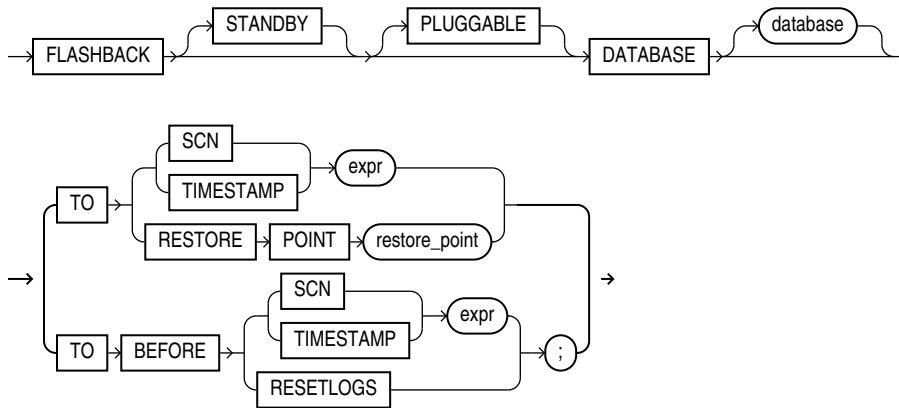 STANDBY PLUGGABLE database
FLASHBACK DATABASE
SCN
expr
TIMESTAMP
TO
RESTORE POINT restore_point
SCN
expr
TIMESTAMP
TO BEFORE ;
RESETLOGS